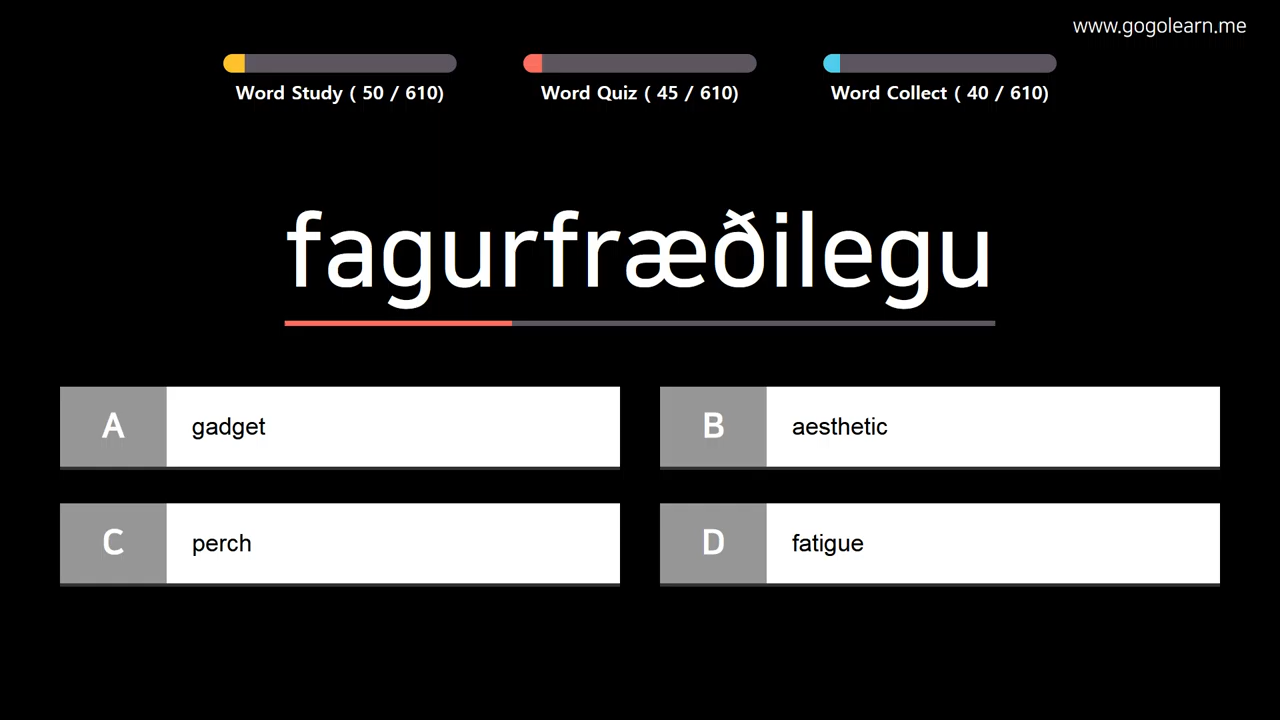 www.gogolearn.me
Word Study ( 50 / 610)
Word Quiz ( 45 / 610)
Word Collect ( 40 / 610)
fagurfræðilegu
A gadget
B aesthetic
C perch
D fatigue